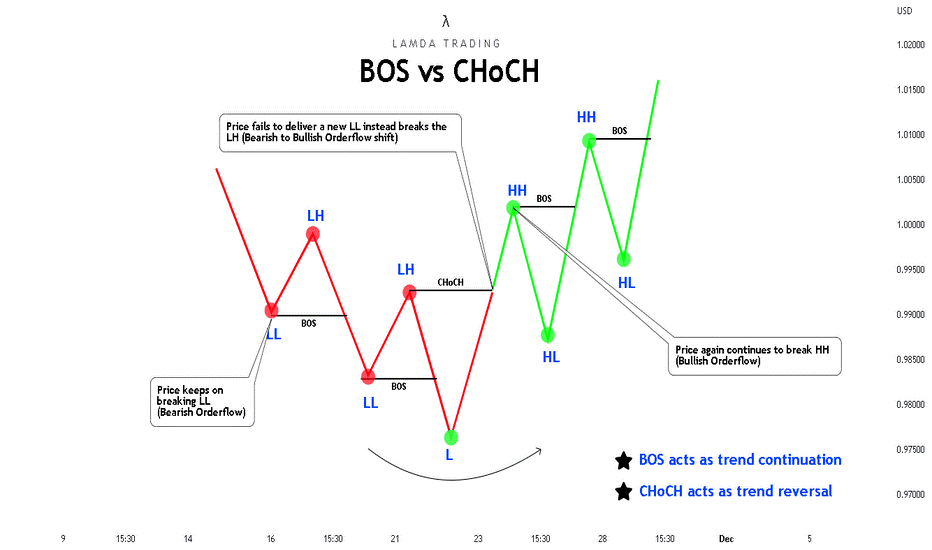 λ
LAMDA TRADING
BOS vs CHoCH
USD
1.02000
1.01500
1.01000
1.00500
1.00000
0.99500
0.99000
0.98500
0.98000
0.97500
0.97000
Price fails to deliver a new LL instead breaks the
LH (Bearish to Bullish Orderflow shift)
HH
BOS
HH
BOS
LH
LH
CHoCH
HL
LL
BOS
HL
Price again continues to break HH
(Bullish Orderflow)
Price keeps on
breaking LL
(Bearish Orderflow)
BOS
LL
L
BOS acts as trend continuation
CHoCH acts as trend reversal
9
15:30
14
16
15:30
21
23
15:30
28
15:30
Dec
5